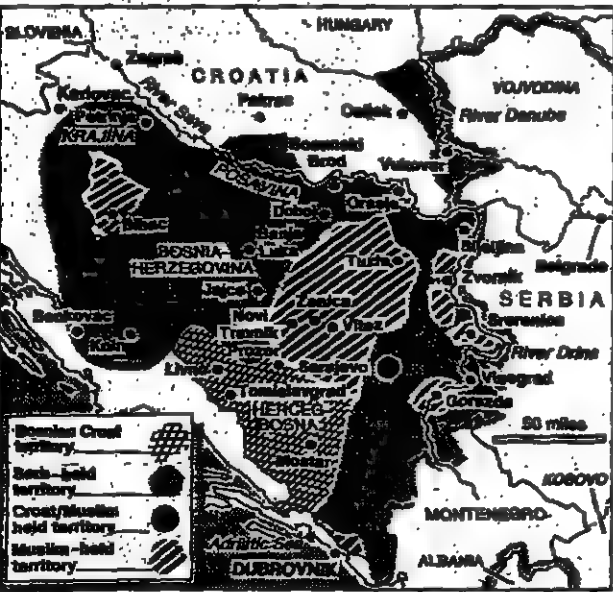 SLOVENIA
HUNGARY
Zagreb
CROATIA
VOJVODINA
Karlovac
River Sava
Petrinja
Pakrac
Osijek
River Danube
KRAJINA
Bosanski
Brod
Vukovar
POSAVINA
Orasje
Doboj
Bihac
Banja
Luka
Bijeljina
BOSNIA
HERZEGOVINA
Tuzla
Belgrade
Zvornik
Jajce
Zenica
SERBIA
Benkovac
Novi
Travnik
Vitez
Srebrenica
Knin
Prozor
River Drina
Livno
Sarajevo
Visegrad
Tomislavgrad
Gorazde
HERCEG
BOSNA
50 miles
Mostar
KOSOVO
MONTENEGRO
Adriatic Sea
ALBANIA
DUBROVNIK
Bosnian Croat
territory
Serb-held
territory
Croat/Muslim
held territory
Muslim-held
territory